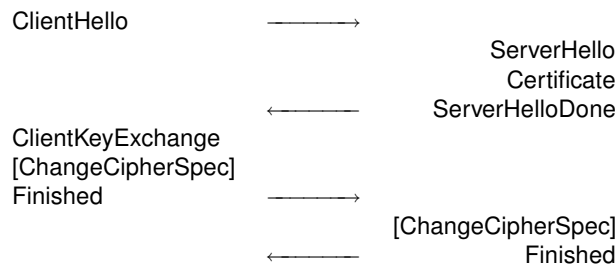 ClientHello
ServerHello
Certificate
ServerHelloDone
ClientKeyExchange
[ChangeCipherSpec]
Finished
[ChangeCipherSpec]
Finished